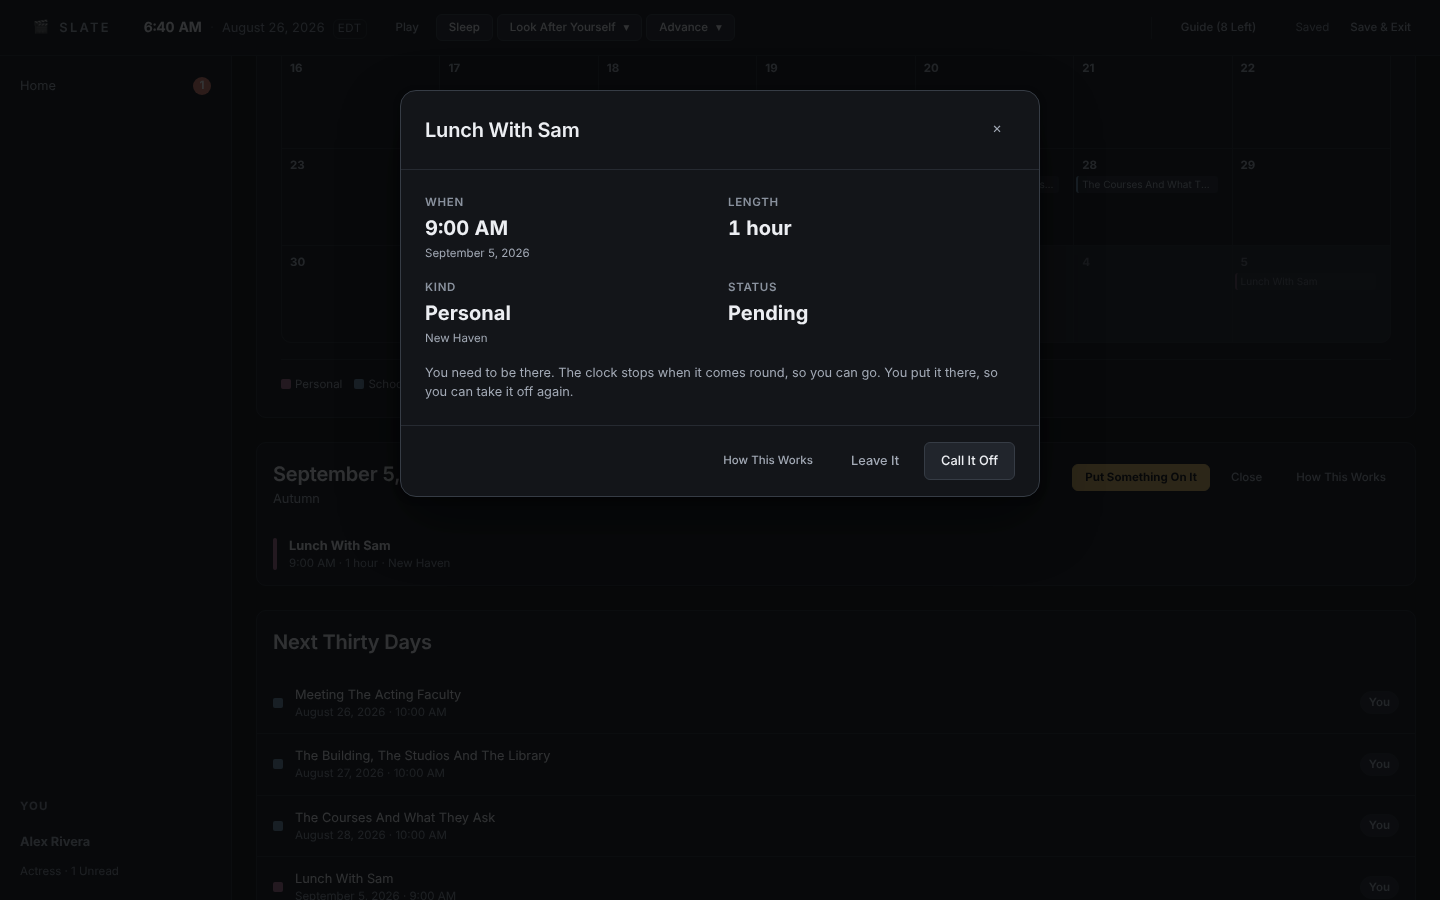 SLATE
6:40 AM August 26, 2026 EDT
Play
Sleep
Look After Yourself
Advance
Guide (8 Left)
Saved
Save & Exit
Home
1
16 17 18 19 20 21 22
23 28 29
s...
The Courses And What T...
30 4 5
Lunch With Sam
Personal
Lunch With Sam
×
WHEN
9:00 AM
September 5, 2026
LENGTH
1 hour
KIND
Personal
New Haven
STATUS
Pending
You need to be there. The clock stops when it comes round, so you can go. You put it there, so
you can take it off again.
How This Works
Leave It
Call It Off
September 5,
Autumn
Put Something On It
Close
How This Works
Lunch With Sam
9:00 AM · 1 hour · New Haven
Next Thirty Days
Meeting The Acting Faculty
August 26, 2026 · 10:00 AM
You
The Building, The Studios And The Library
August 27, 2026 · 10:00 AM
You
The Courses And What They Ask
August 28, 2026 · 10:00 AM
You
Lunch With Sam
September 5, 2026 · 9:00 AM
You
YOU
Alex Rivera
Actress · 1 Unread